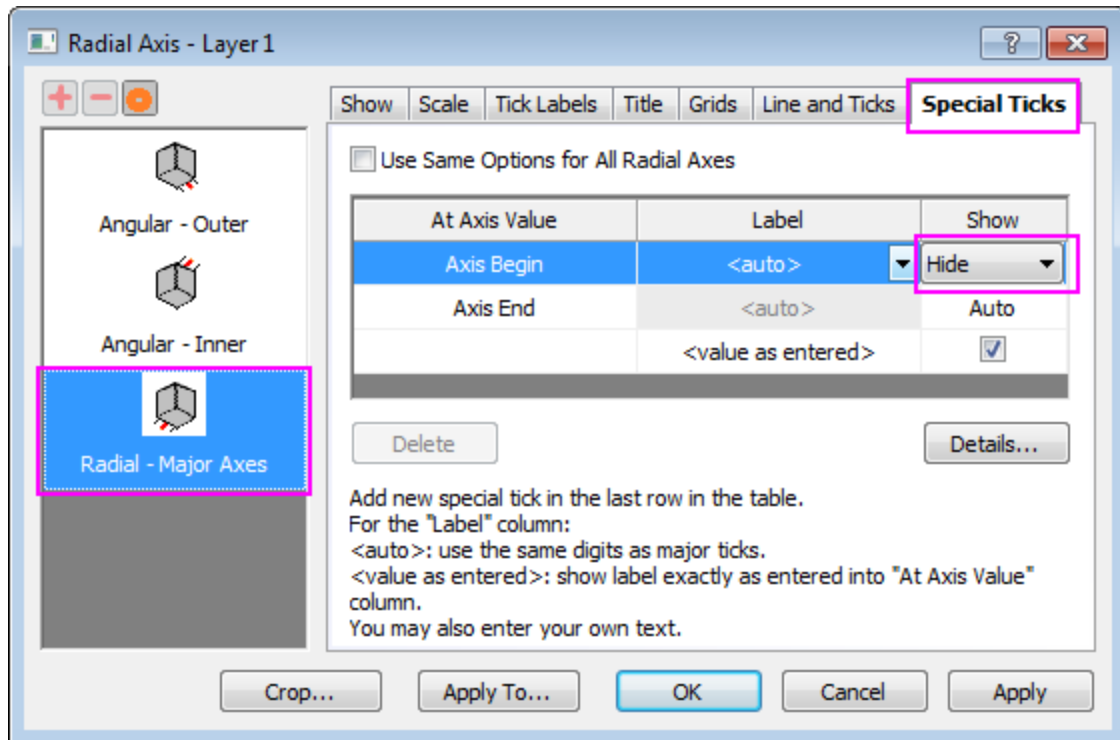 Radial Axis - Layer 1
Show Scale Tick Labels Title Grids Line and Ticks Special Ticks
Use Same Options for All Radial Axes
Angular - Outer
Angular - Inner
Radial - Major Axes
At Axis Value Label Show
Axis Begin <auto> Hide
Axis End <auto> Auto
<value as entered>
Delete Details...
Add new special tick in the last row in the table.
For the "Label" column:
<auto>: use the same digits as major ticks.
<value as entered>: show label exactly as entered into "At Axis Value"
column.
You may also enter your own text.
Crop... Apply To... OK Cancel Apply